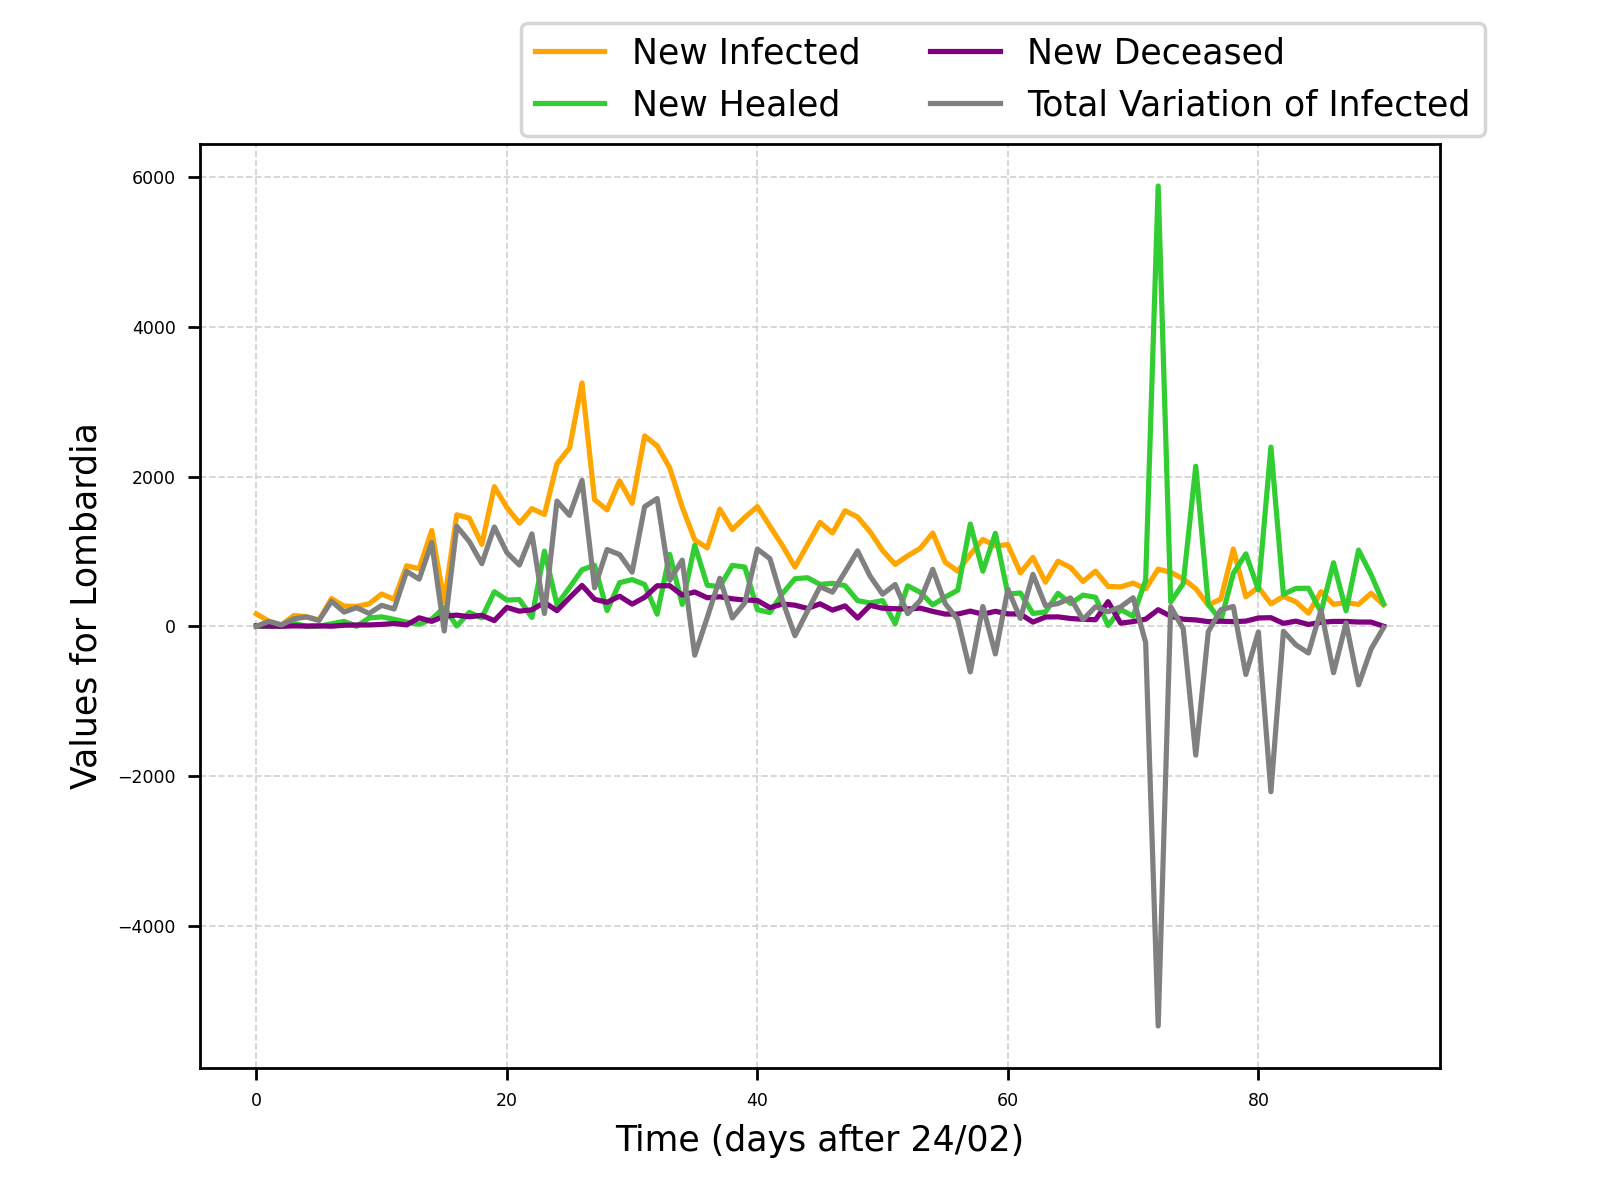 New Infected
New Deceased
New Healed
Total Variation of Infected
6000
4000
2000
0
−2000
−4000
Values for Lombardia
0 20 40 60 80
Time (days after 24/02)